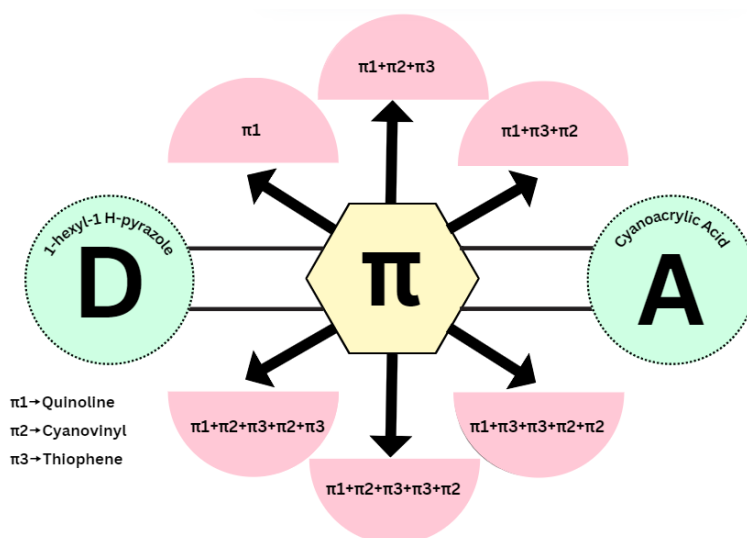 π1+π2+π3
π1
π1+π3+π2
1-hexyl-1 H-pyrazole
D
π
Cyanoacrylic Acid
A
π1→Quinoline
π2→Cyanovinyl
π3→Thiophene
π1+π2+π3+π2+π3
π1+π3+π3+π2+π2
π1+π2+π3+π3+π2